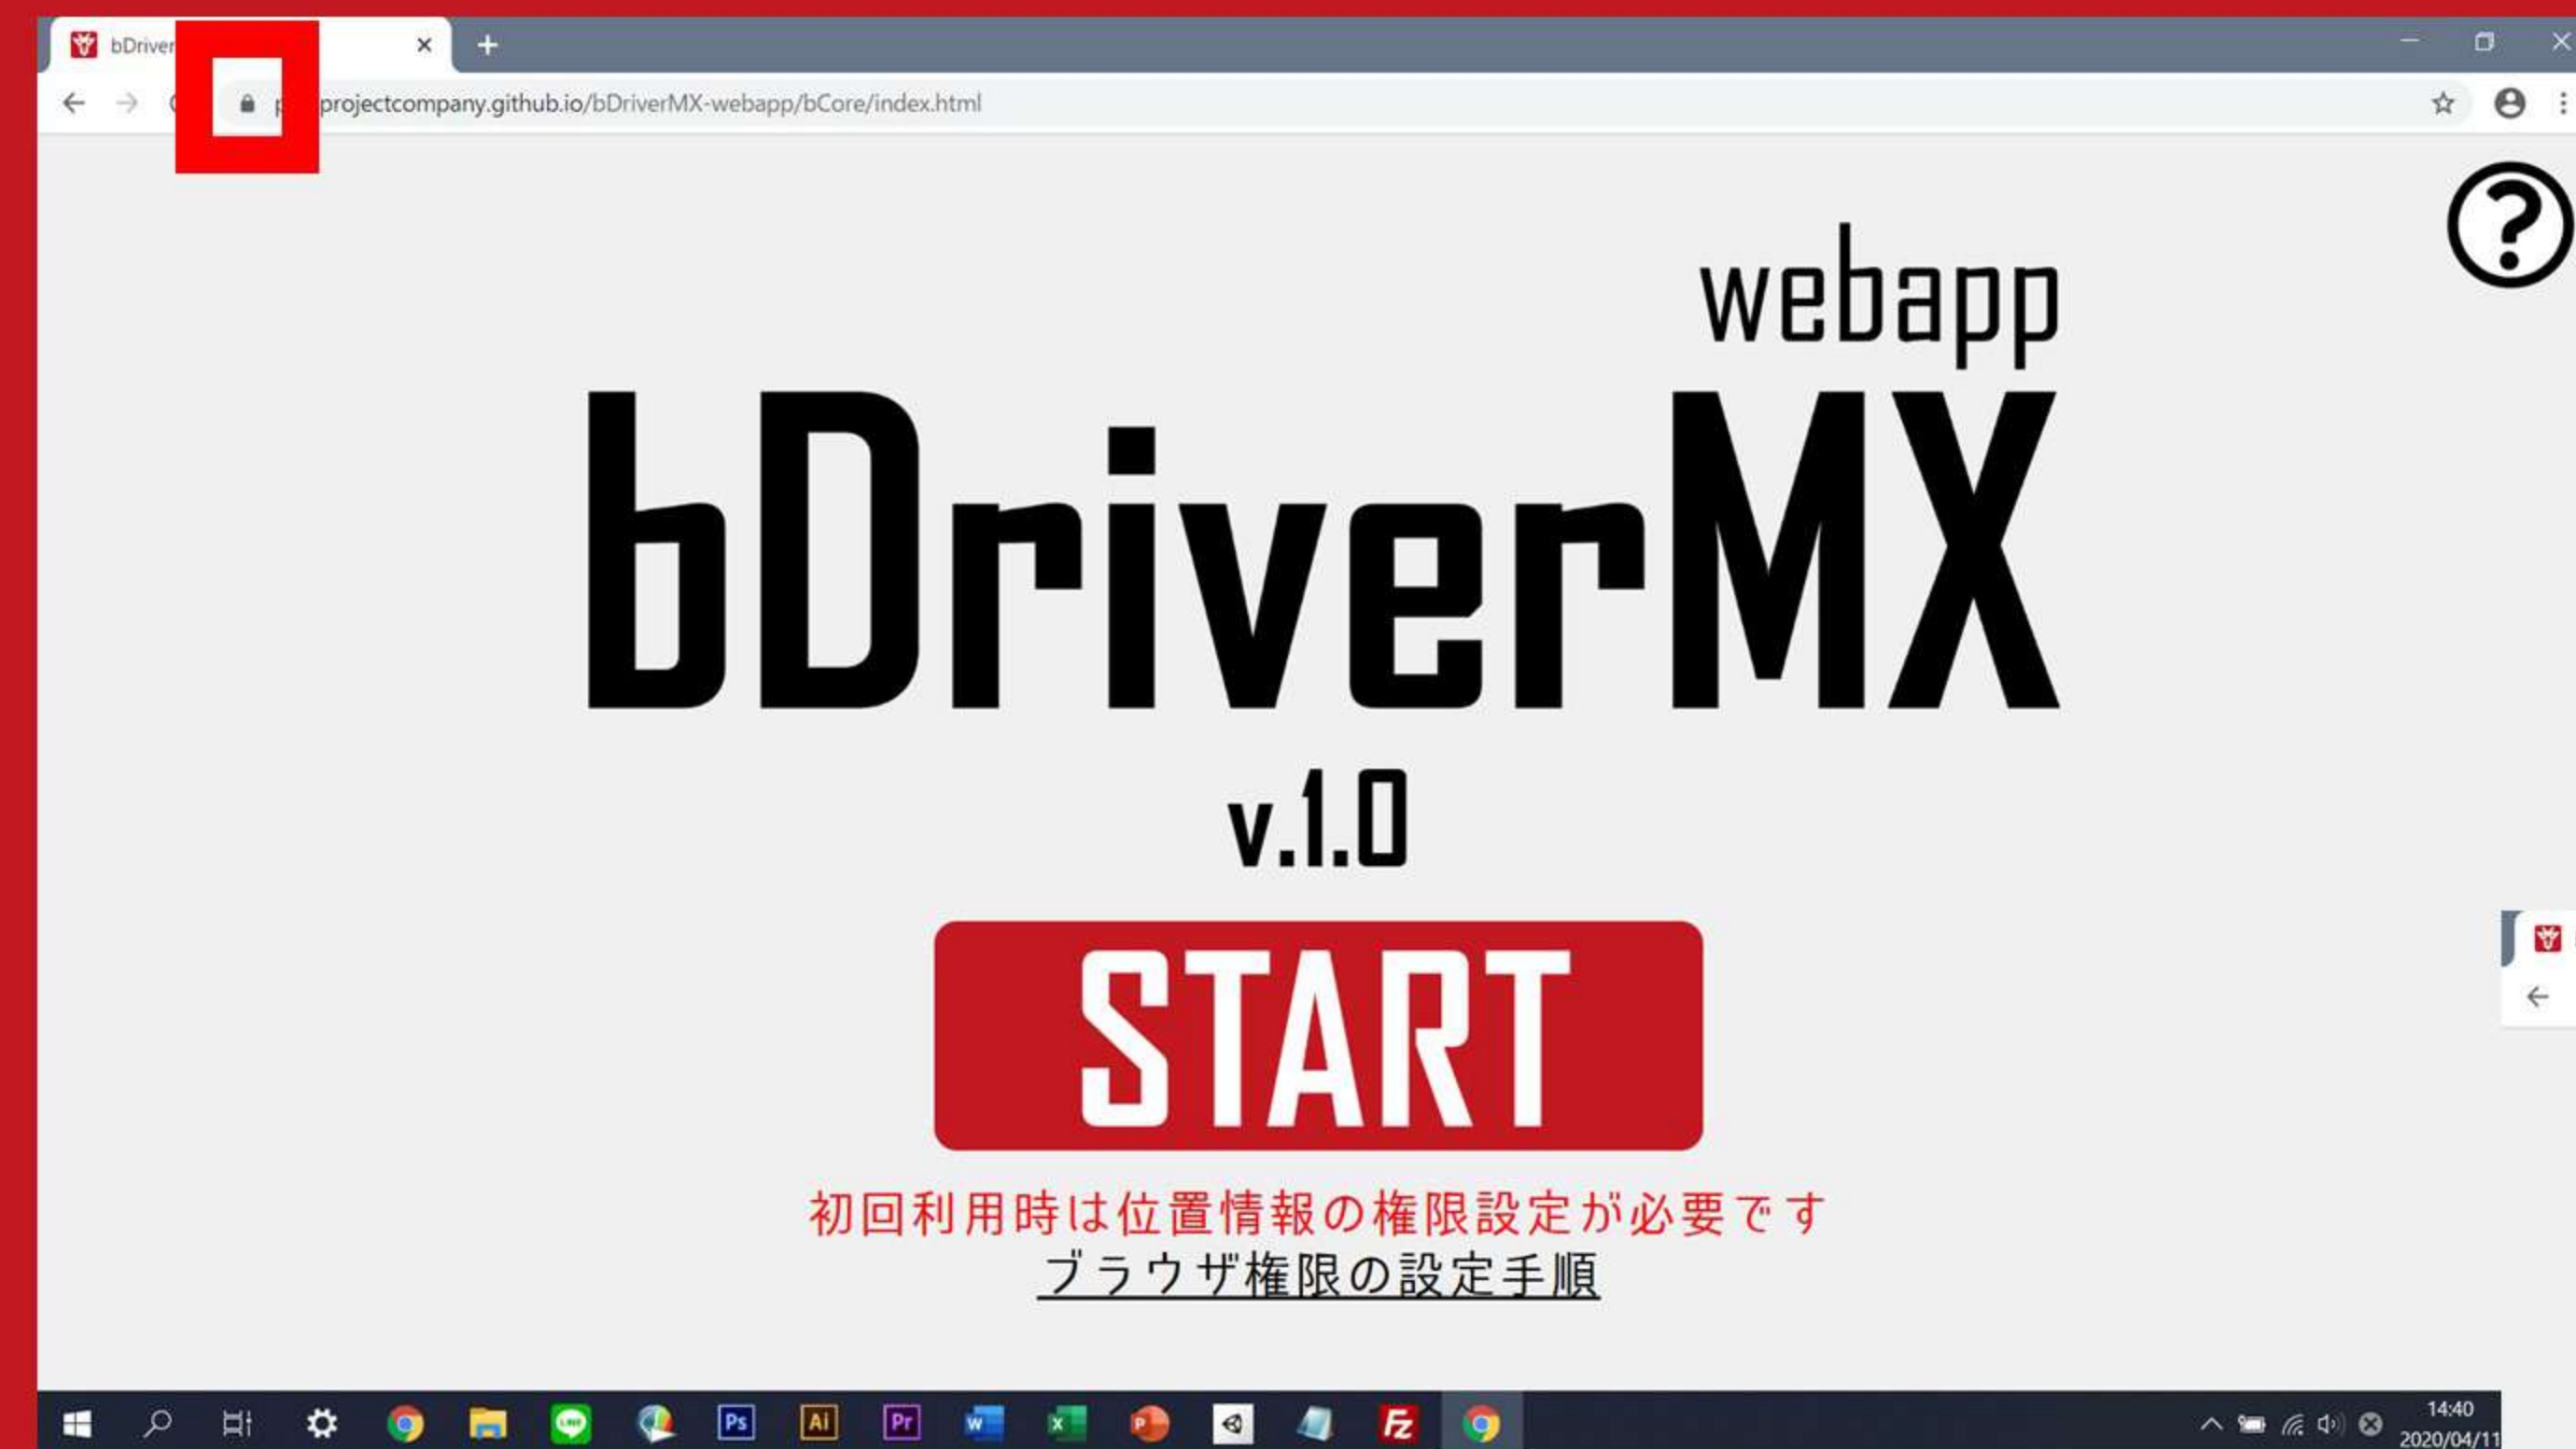 bDriver
projectcompany.github.io/bDriverMX-webapp/bCore/index.html
webapp
bDriverMX
v.1.0
START
初回利用時は位置情報の権限設定が必要です
ブラウザ権限の設定手順
LINE
Ps
Ai
Pr
W
X
P
Fz
14:40
2020/04/11